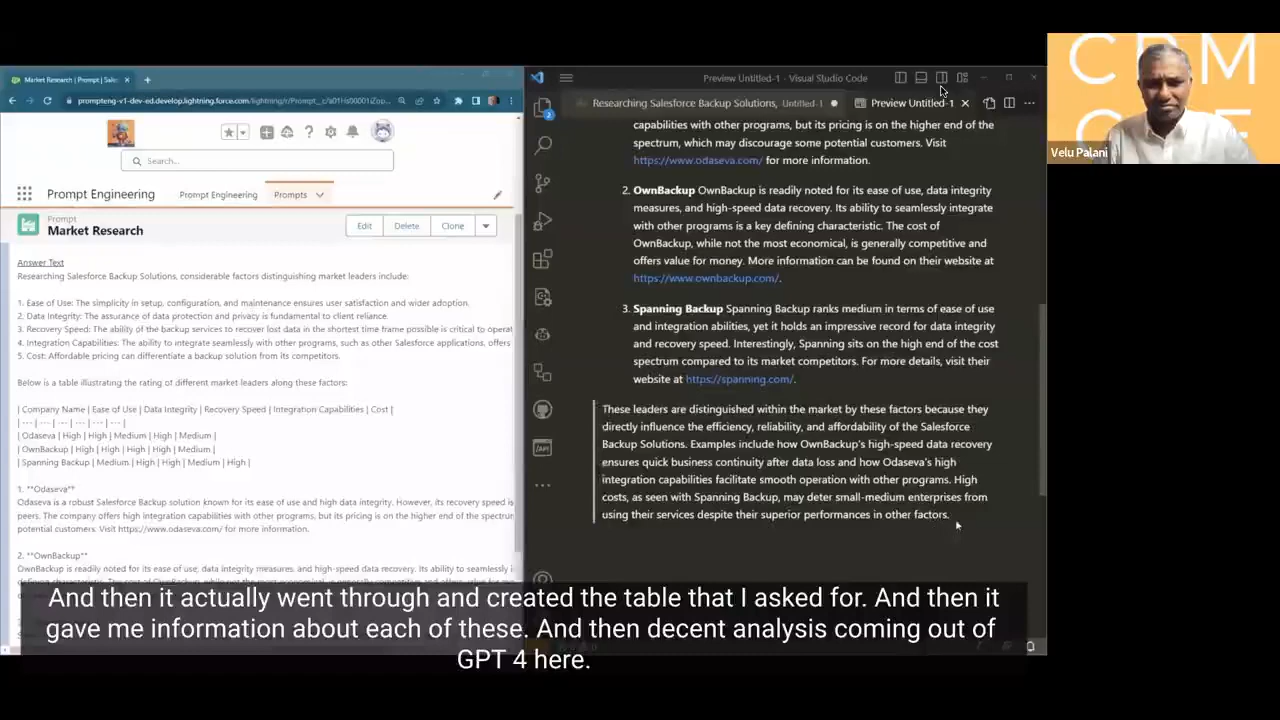 Market Research | Prompt | Sale
prompteng-v1-dev-ed.develop.lightning.force.com/lightning/r/Prompt__c/a01Hs00001iZop...
Search...
Prompt Engineering
Prompt Engineering
Prompts
Prompt
Market Research
Edit
Delete
Clone
Answer Text
Researching Salesforce Backup Solutions, considerable factors distinguishing market leaders include:
1. Ease of Use: The simplicity in setup, configuration, and maintenance ensures user satisfaction and wider adoption.
2. Data Integrity: The assurance of data protection and privacy is fundamental to client reliance.
3. Recovery Speed: The ability of the backup services to recover lost data in the shortest time frame possible is critical to operat
4. Integration Capabilities: The ability to integrate seamlessly with other programs, such as other Salesforce applications, offers
5. Cost: Affordable pricing can differentiate a backup solution from its competitors.
Below is a table illustrating the rating of different market leaders along these factors:
| Company Name | Ease of Use | Data Integrity | Recovery Speed | Integration Capabilities | Cost |
| --- | --- | --- | --- | --- | --- |
| Odaseva | High | High | Medium | High | Medium |
| OwnBackup | High | High | High | High | Medium |
| Spanning Backup | Medium | High | High | Medium | High |
1. **Odaseva**
Odaseva is a robust Salesforce Backup solution known for its ease of use and high data integrity. However, its recovery speed is
peers. The company offers high integration capabilities with other programs, but its pricing is on the higher end of the spectrum
potential customers. Visit https://www.odaseva.com/ for more information.
2. **OwnBackup**
OwnBackup is readily noted for its ease of use, data integrity measures, and high-speed data recovery. Its ability to seamlessly i
Preview Untitled-1 - Visual Studio Code
Researching Salesforce Backup Solutions, Untitled-1
Preview Untitled-1
capabilities with other programs, but its pricing is on the higher end of the
spectrum, which may discourage some potential customers. Visit
https://www.odaseva.com/ for more information.
2. OwnBackup OwnBackup is readily noted for its ease of use, data integrity
measures, and high-speed data recovery. Its ability to seamlessly integrate
with other programs is a key defining characteristic. The cost of
OwnBackup, while not the most economical, is generally competitive and
offers value for money. More information can be found on their website at
https://www.ownbackup.com/.
3. Spanning Backup Spanning Backup ranks medium in terms of ease of use
and integration abilities, yet it holds an impressive record for data integrity
and recovery speed. Interestingly, Spanning sits on the high end of the cost
spectrum compared to its market competitors. For more details, visit their
website at https://spanning.com/.
These leaders are distinguished within the market by these factors because they
directly influence the efficiency, reliability, and affordability of the Salesforce
Backup Solutions. Examples include how OwnBackup's high-speed data recovery
ensures quick business continuity after data loss and how Odaseva's high
integration capabilities facilitate smooth operation with other programs. High
costs, as seen with Spanning Backup, may deter small-medium enterprises from
using their services despite their superior performances in other factors.
Velu Palani
And then it actually went through and created the table that I asked for. And then it
gave me information about each of these. And then decent analysis coming out of
GPT 4 here.